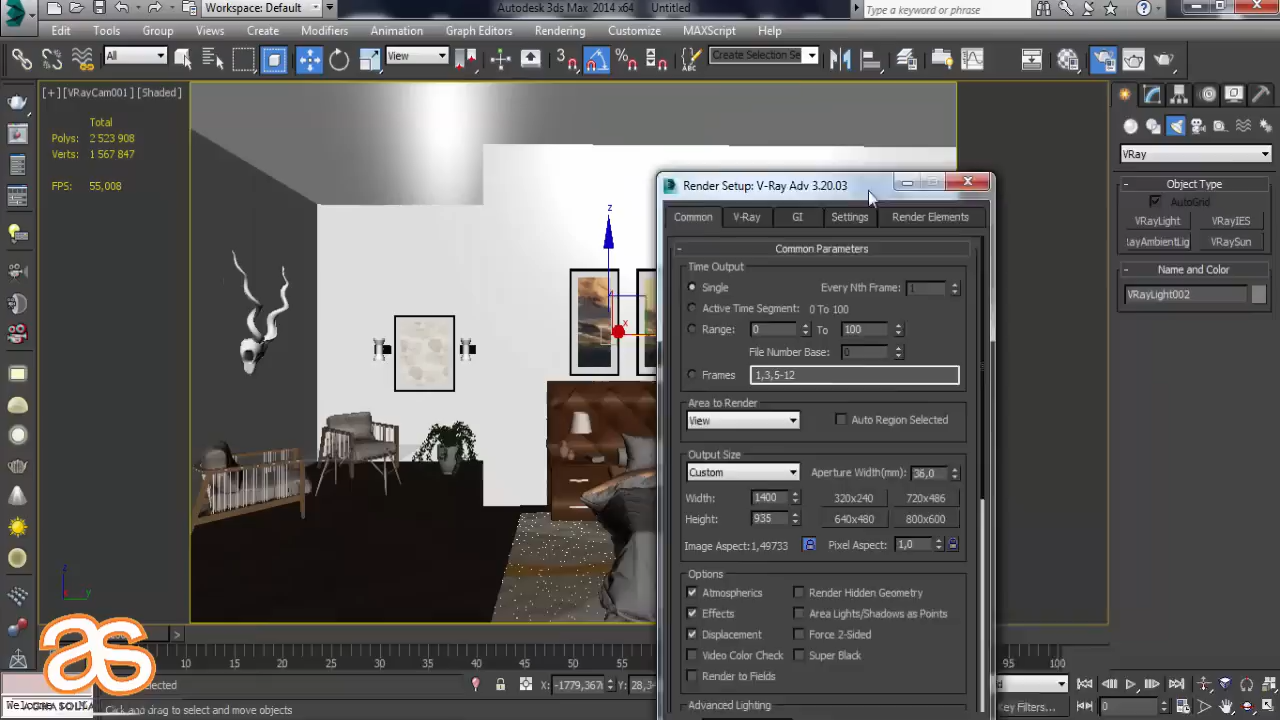 Workspace: Default
Autodesk 3ds Max 2014 x64
Untitled
Type a keyword or phrase
Edit Tools Group Views Create Modifiers Animation Graph Editors Rendering Customize MAXScript Help
All
View
Create Selection Se
[+] [VRayCam001] [Shaded]
Total
Polys: 2 523 908
Verts: 1 567 847
FPS: 55,008
z
x
Render Setup: V-Ray Adv 3.20.03
Common V-Ray GI Settings Render Elements
Common Parameters
Time Output
Single Every Nth Frame: 1
Active Time Segment: 0 To 100
Range: 0 To 100
File Number Base: 0
Frames 1,3,5-12
Area to Render
View Auto Region Selected
Output Size
Custom Aperture Width(mm): 36,0
Width: 1400 320x240 720x486
Height: 935 640x480 800x600
Image Aspect: 1,49733 Pixel Aspect: 1,0
Options
Atmospherics Render Hidden Geometry
Effects Area Lights/Shadows as Points
Displacement Force 2-Sided
Video Color Check Super Black
Render to Fields
Advanced Lighting
VRay
Object Type
AutoGrid
VRayLight VRayIES
rayAmbientLig VRaySun
Name and Color
VRayLight002
z
y
as
10 15 20 25 30 35 40 45 50 55 95 100
elected
X: -1779,367 Y: 28,3
Welcome to M
Click and drag to select and move objects
Key Filters...
0